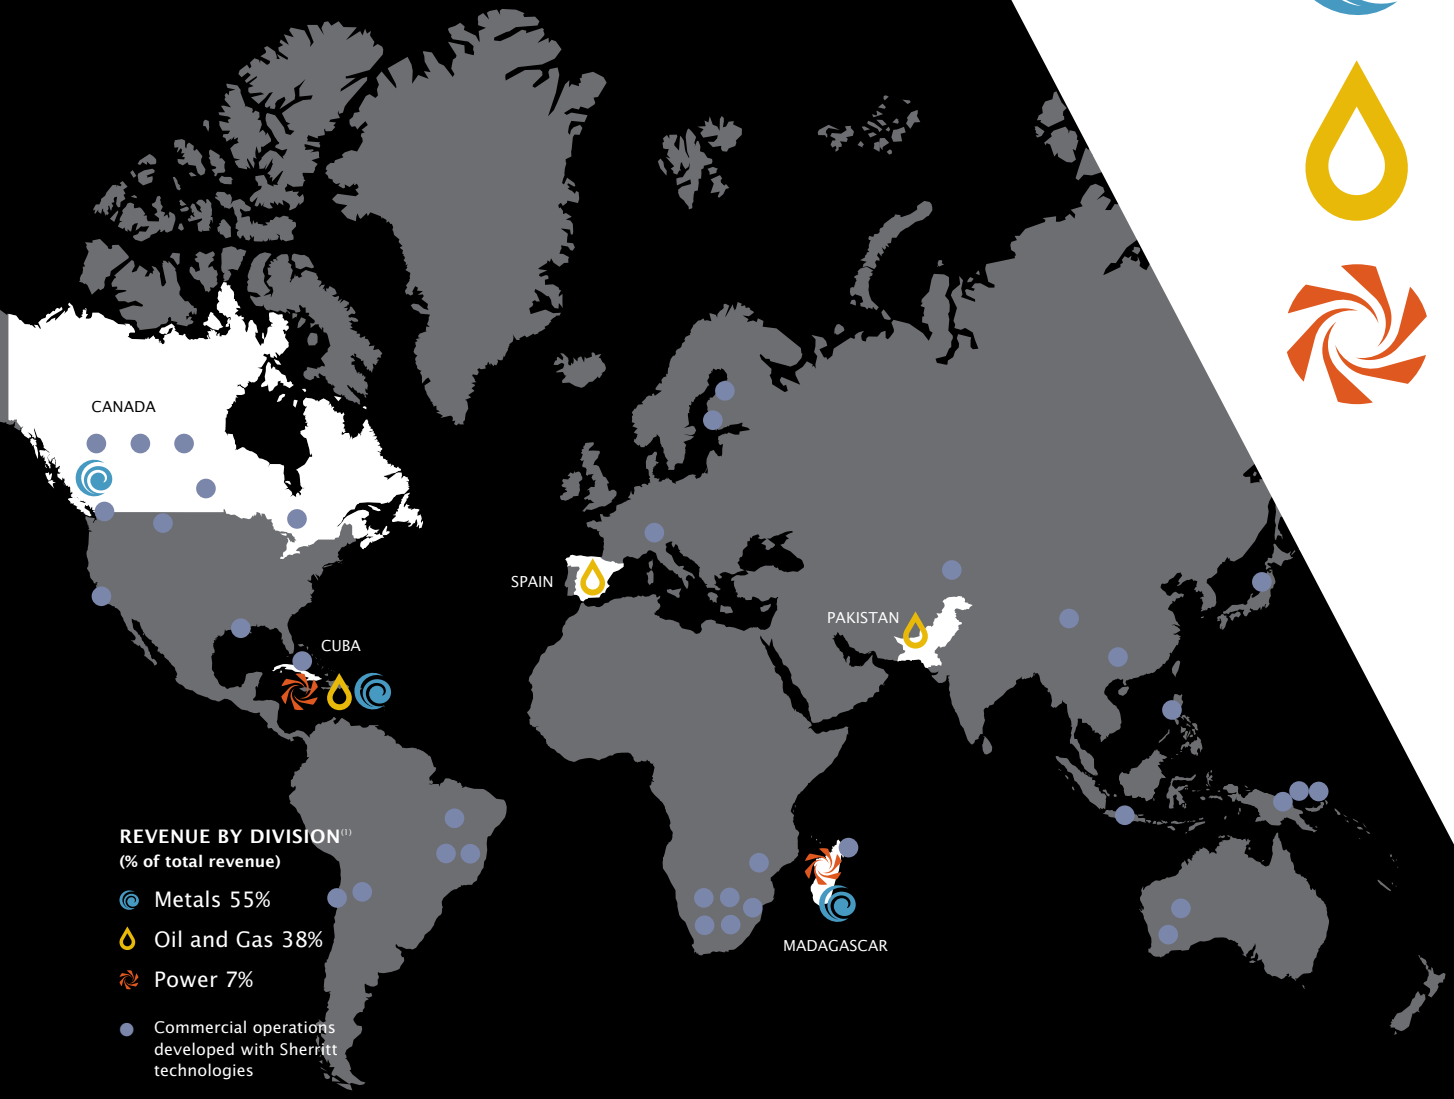 CANADA
SPAIN
PAKISTAN
CUBA
REVENUE BY DIVISION(1)
(% of total revenue)
Metals 55%
Oil and Gas 38%
Power 7%
Commercial operations
developed with Sherritt
technologies
MADAGASCAR